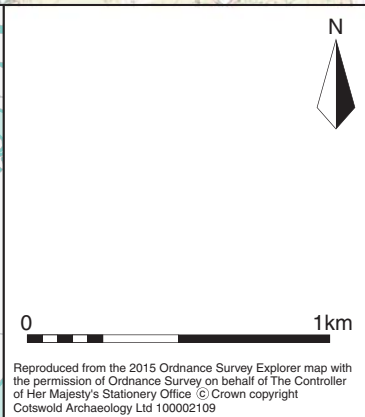 N
0 1km
Reproduced from the 2015 Ordnance Survey Explorer map with
the permission of Ordnance Survey on behalf of The Controller
of Her Majesty's Stationery Office © Crown copyright
Cotswold Archaeology Ltd 100002109